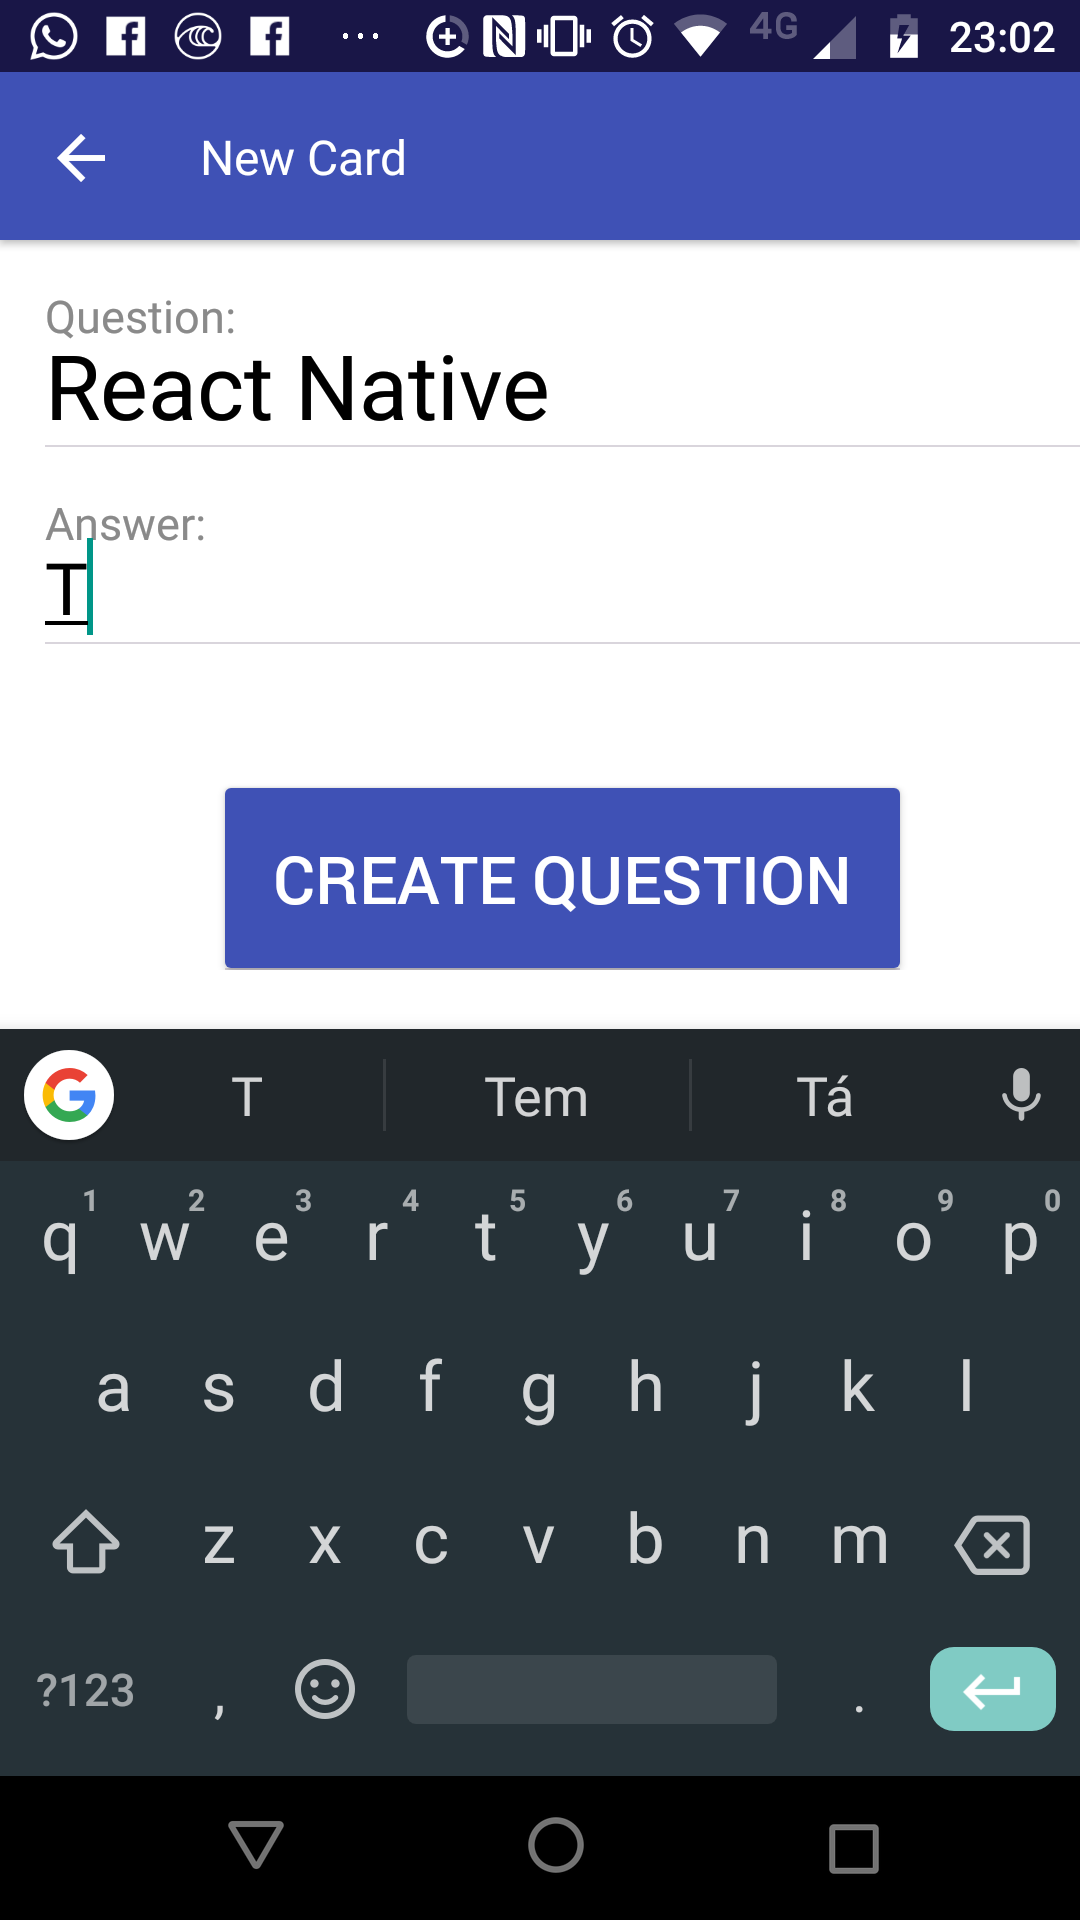 4G 23:02
New Card
Question:
React Native
Answer:
T
CREATE QUESTION
T Tem Tá
q 1 w 2 e 3 r 4 t 5 y 6 u 7 i 8 o 9 p 0
a s d f g h j k l
z x c v b n m
?123 , .